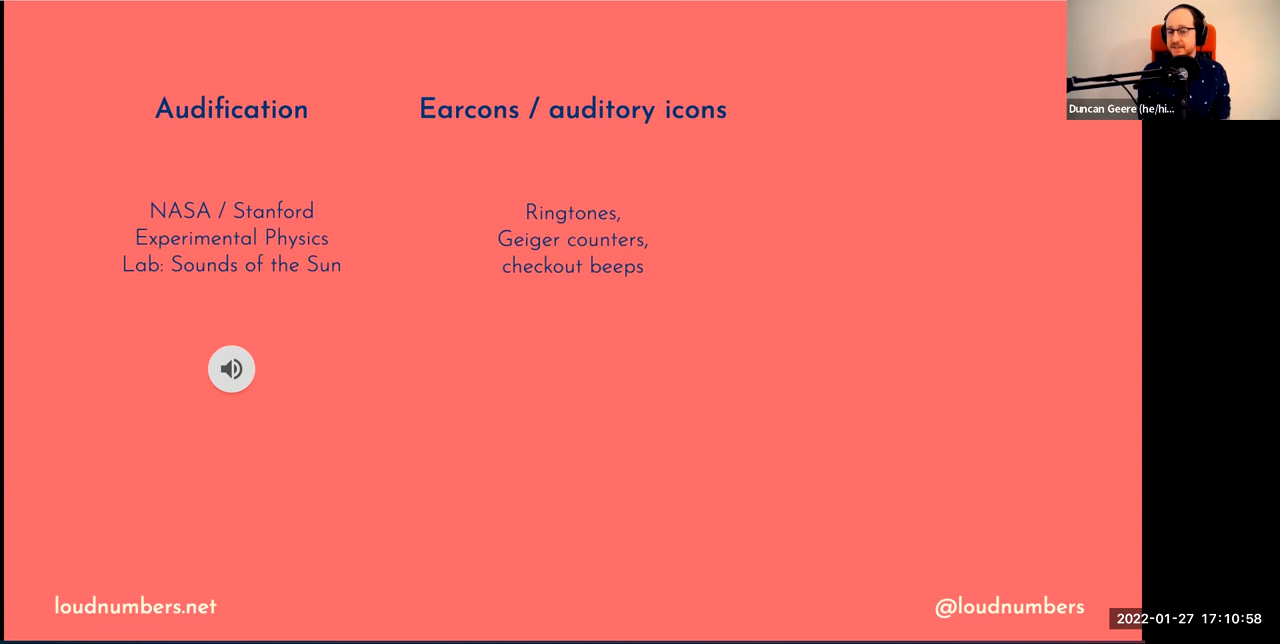 Audification
Earcons / auditory icons
NASA / Stanford
Experimental Physics
Lab: Sounds of the Sun
Ringtones,
Geiger counters,
checkout beeps
Duncan Geere (he/hi...
loudnumbers.net
@loudnumbers
2022-01-27 17:10:58